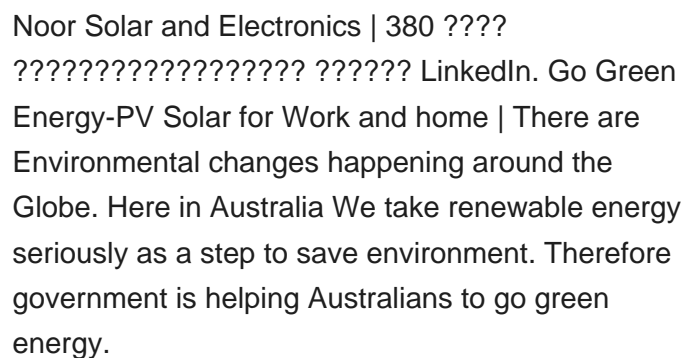 Noor Solar and Electronics | 380 ????
?????????????????? ?????? LinkedIn. Go Green
Energy-PV Solar for Work and home | There are
Environmental changes happening around the
Globe. Here in Australia We take renewable energy
seriously as a step to save environment. Therefore
government is helping Australians to go green
energy.